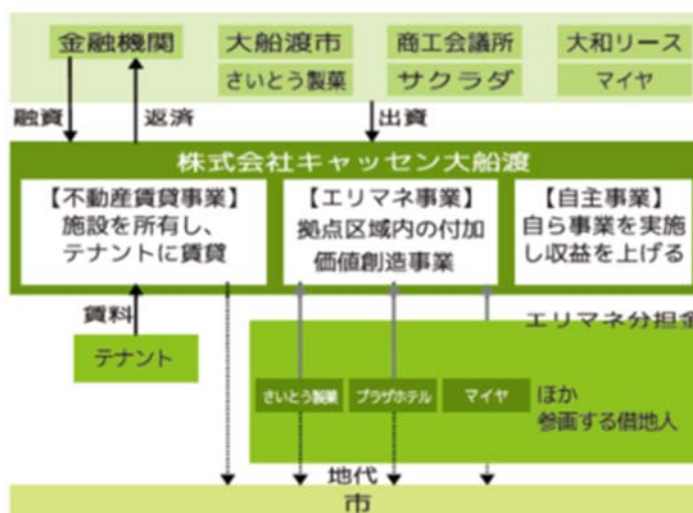 金融機関
大船渡市
商工会議所
大和リース
さいとう製菓
サクラダ
マイヤ
融資
返済
出資
株式会社キャッセン大船渡
【不動産賃貸事業】
施設を所有し、
テナントに賃貸
【エリマネ事業】
拠点区域内の付加
価値創造事業
【自主事業】
自ら事業を実施
し収益を上げる
賃料
エリマネ分担金
テナント
さいとう製菓
プラザホテル
マイヤ
ほか
参画する借地人
地代
市